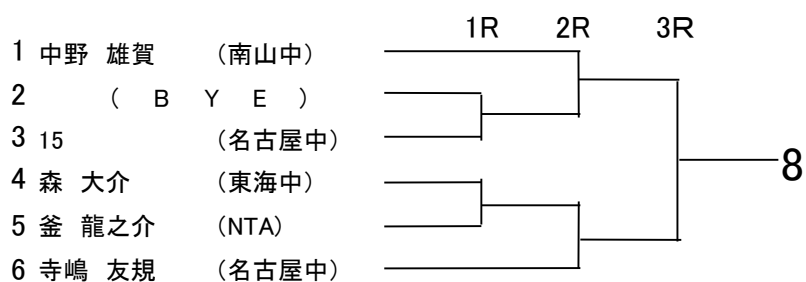 1R 2R 3R
1 中野 雄賀 (南山中)
2 ( B Y E )
3 15 (名古屋中)
4 森 大介 (東海中)
8
5 釜 龍之介 (NTA)
6 寺嶋 友規 (名古屋中)